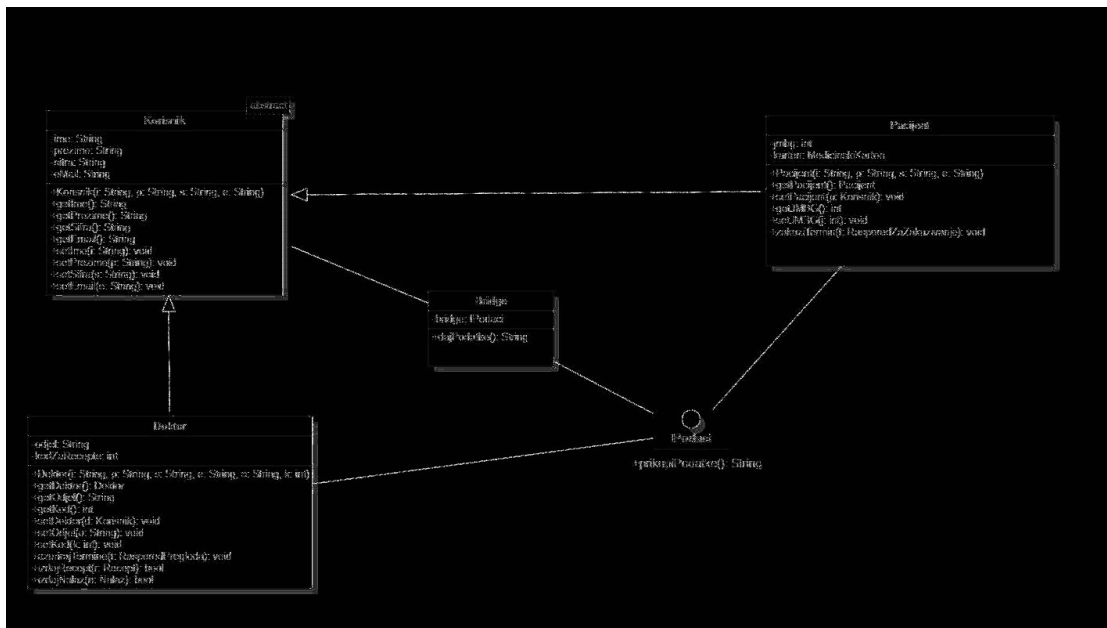 abstract
Korisnik
-ime: String
-prezime: String
-sifra: String
-eMail: String
+Korisnik(i: String, p: String, s: String, e: String)
+getIme(): String
+getPrezime(): String
+getSifra(): String
+getEmail(): String
+setIme(i: String): void
+setPrezime(p: String): void
+setSifra(s: String): void
+setEmail(e: String): void
Pacijent
-jmbg: int
-karton: MedicinskiKarton
+Pacijent(i: String, p: String, s: String, e: String)
+getPacijent(): Pacijent
+setPacijent(p: Korisnik): void
+getJMBG(): int
+setJMBG(j: int): void
+zakaziTermin(r: RasporedZaZakazivanje): void
Bridge
-bridge: IPodaci
+dajPodatke(): String
IPodaci
+prikupiPodatke(): String
Doktor
-odjel: String
-kodZaRecepte: int
+Doktor(i: String, p: String, s: String, e: String, o: String, k: int)
+getDoktor(): Doktor
+getOdjel(): String
+getKod(): int
+setDoktor(d: Korisnik): void
+setOdjel(o: String): void
+setKod(k: int): void
+azurirajTermine(r: RasporedPregleda): void
+izdajRecept(r: Recept): bool
+izdajNalaz(n: Nalaz): bool